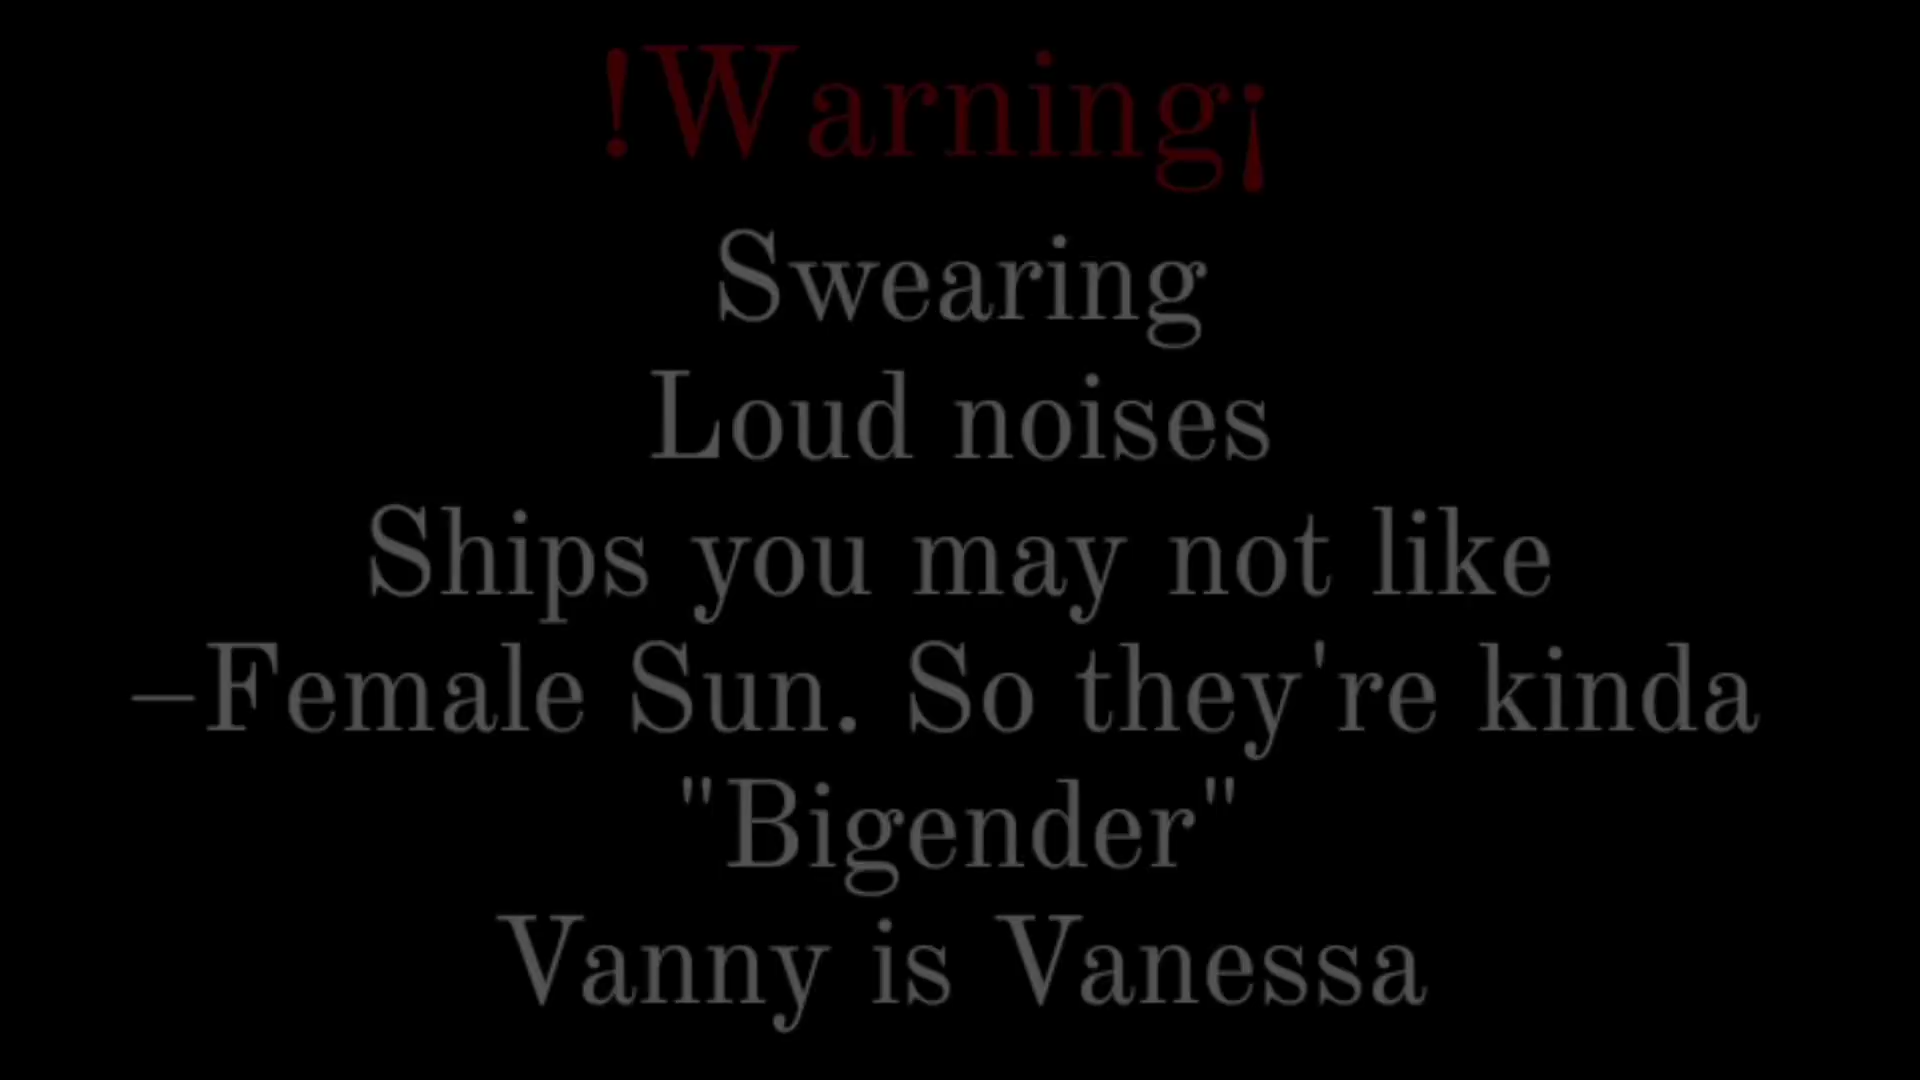 !Warning¡
Swearing
Loud noises
Ships you may not like
–Female Sun. So they're kinda
"Bigender"
Vanny is Vanessa